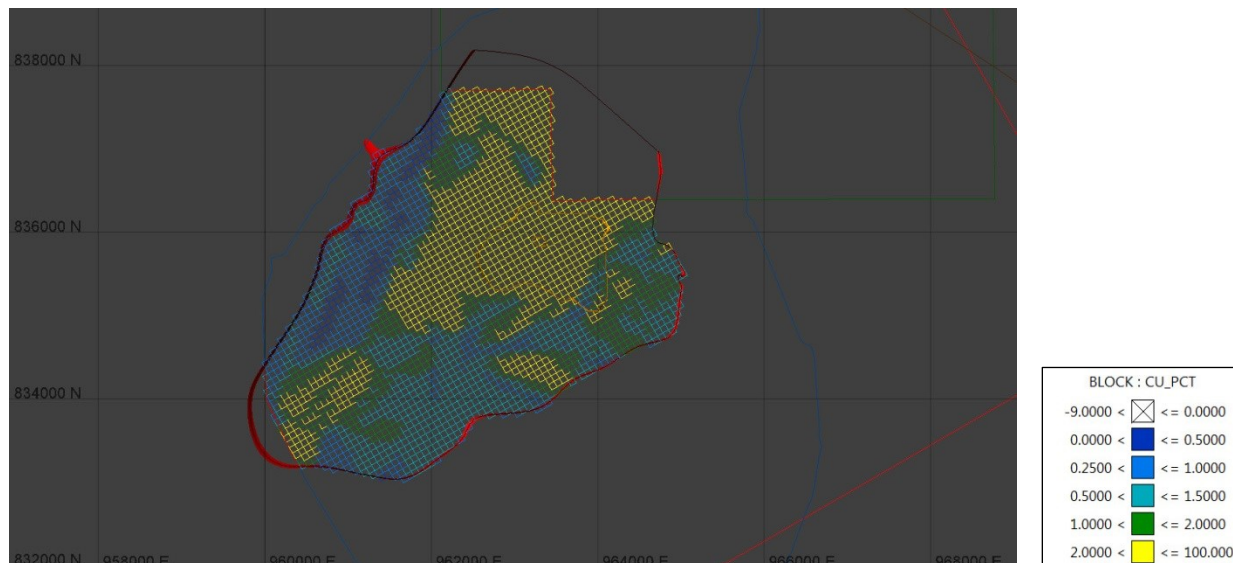 838000 N
836000 N
834000 N
832000 N
958000 E
960000 E
962000 E
964000 E
966000 E
968000 E
BLOCK : CU_PCT
-9.0000 < <= 0.0000
0.0000 < <= 0.5000
0.2500 < <= 1.0000
0.5000 < <= 1.5000
1.0000 < <= 2.0000
2.0000 < <= 100.000